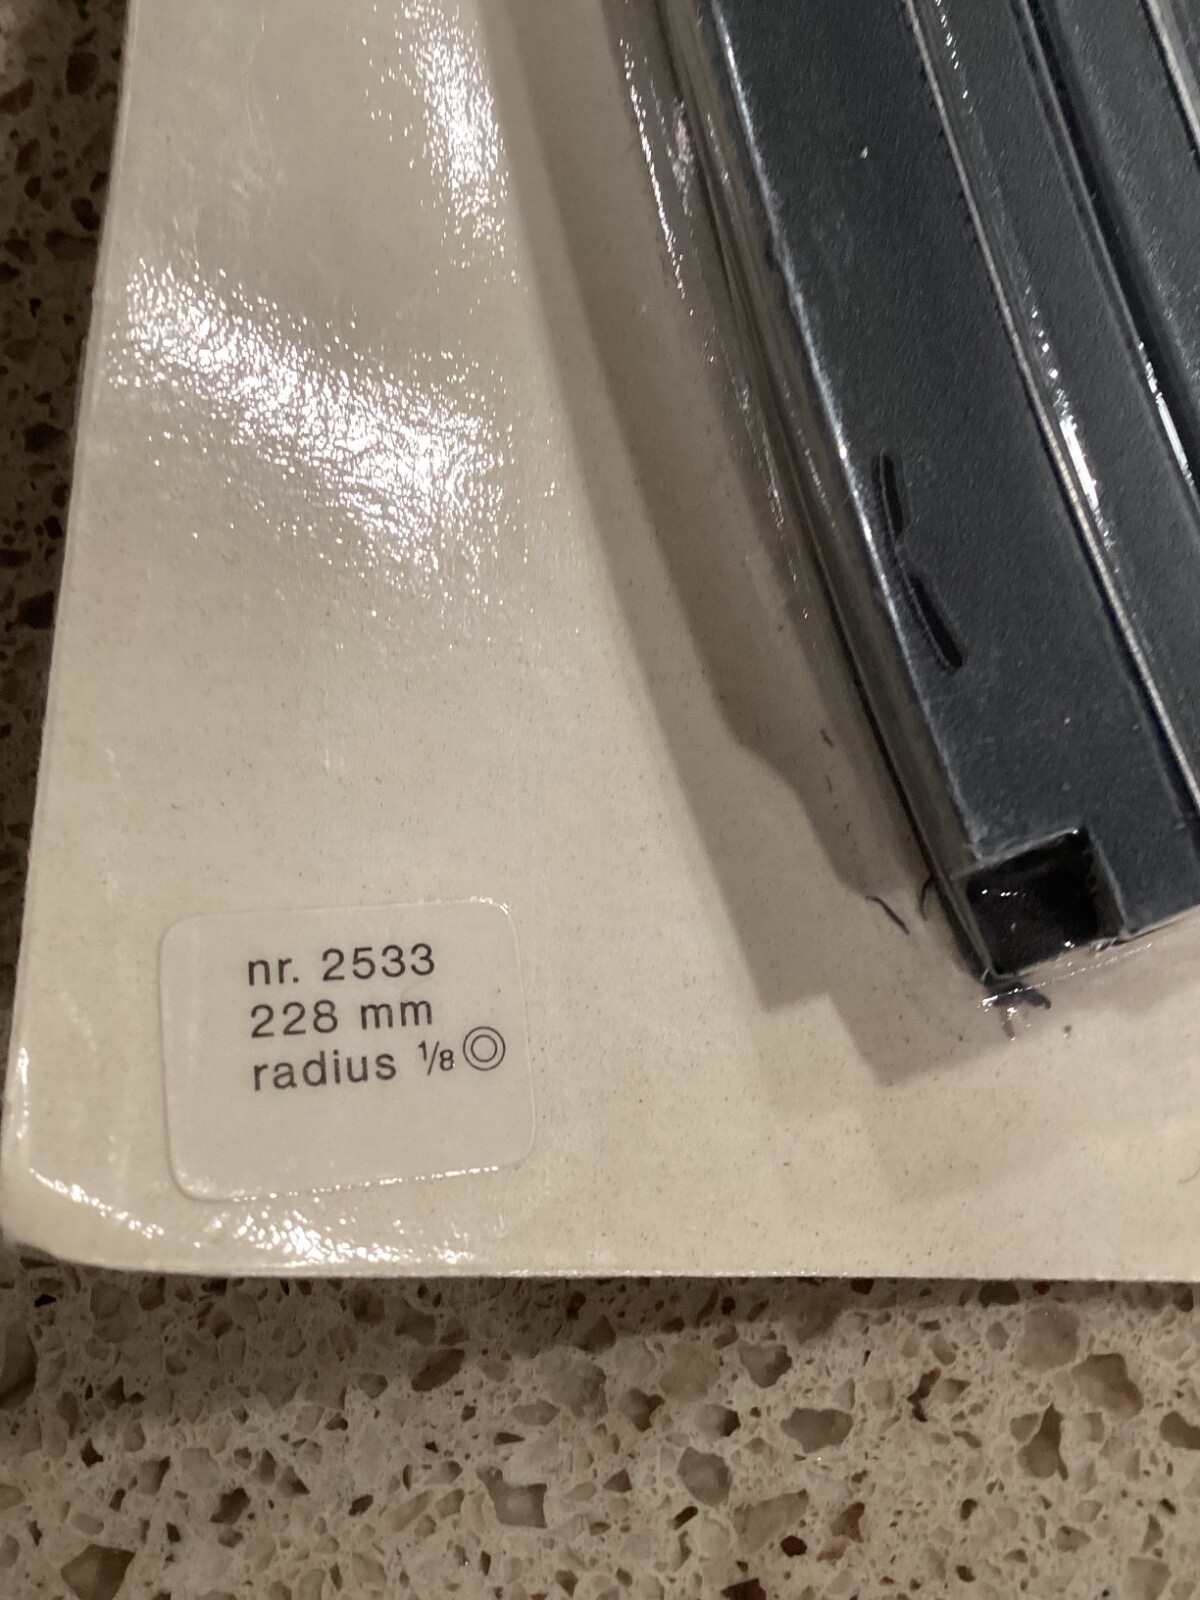 nr. 2533
228 mm
radius 1/8 ◎